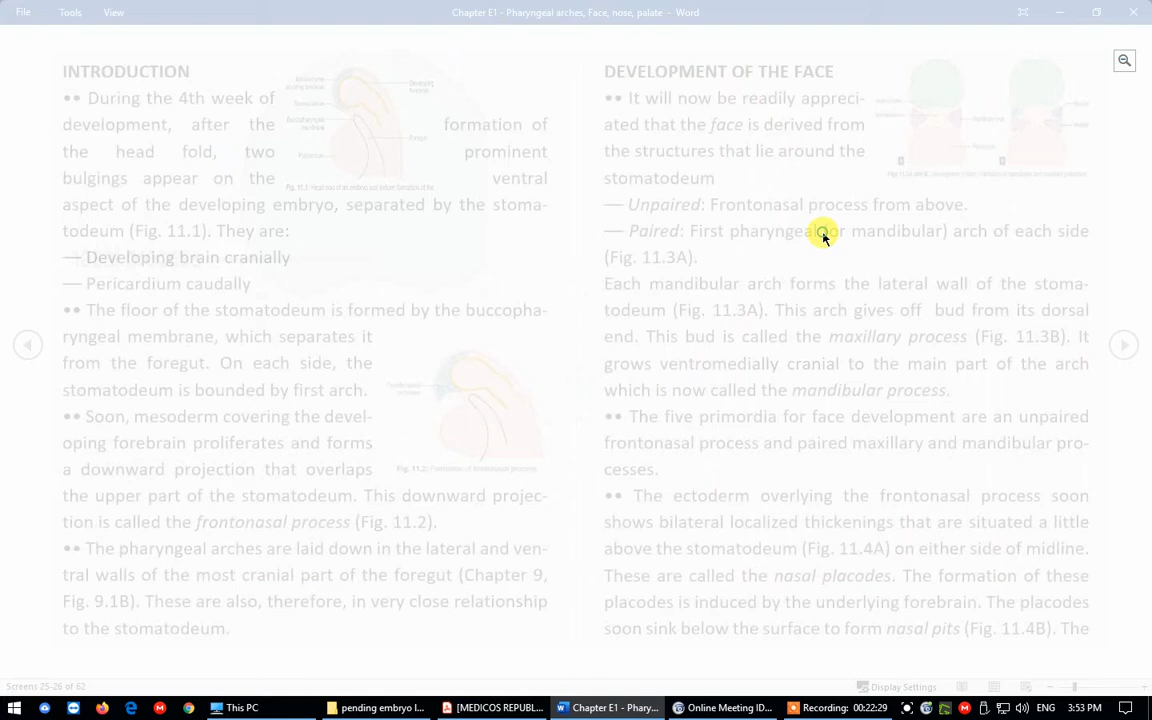 File
Tools
View
Chapter E1 - Pharyngeal arches, Face, nose, palate - Word
INTRODUCTION
•• During the 4th week of
development, after the formation of
the head fold, two prominent
bulgings appear on the ventral
aspect of the developing embryo, separated by the stoma-
todeum (Fig. 11.1). They are:
— Developing brain cranially
— Pericardium caudally
•• The floor of the stomatodeum is formed by the buccopha-
ryngeal membrane, which separates it
from the foregut. On each side, the
stomatodeum is bounded by first arch.
•• Soon, mesoderm covering the devel-
oping forebrain proliferates and forms
a downward projection that overlaps
the upper part of the stomatodeum. This downward projec-
tion is called the frontonasal process (Fig. 11.2).
•• The pharyngeal arches are laid down in the lateral and ven-
tral walls of the most cranial part of the foregut (Chapter 9,
Fig. 9.1B). These are also, therefore, in very close relationship
to the stomatodeum.
Fig. 11.2: Formation of frontonasal process
DEVELOPMENT OF THE FACE
•• It will now be readily appreci-
ated that the face is derived from
the structures that lie around the
stomatodeum
— Unpaired: Frontonasal process from above.
— Paired: First pharyngeal (or mandibular) arch of each side
(Fig. 11.3A).
Each mandibular arch forms the lateral wall of the stoma-
todeum (Fig. 11.3A). This arch gives off bud from its dorsal
end. This bud is called the maxillary process (Fig. 11.3B). It
grows ventromedially cranial to the main part of the arch
which is now called the mandibular process.
•• The five primordia for face development are an unpaired
frontonasal process and paired maxillary and mandibular pro-
cesses.
•• The ectoderm overlying the frontonasal process soon
shows bilateral localized thickenings that are situated a little
above the stomatodeum (Fig. 11.4A) on either side of midline.
These are called the nasal placodes. The formation of these
placodes is induced by the underlying forebrain. The placodes
soon sink below the surface to form nasal pits (Fig. 11.4B). The
Screens 25-26 of 62
Display Settings
This PC
pending embryo l...
[MEDICOS REPUBL...
Chapter E1 - Phary...
Online Meeting ID...
Recording: 00:22:29
ENG
3:53 PM